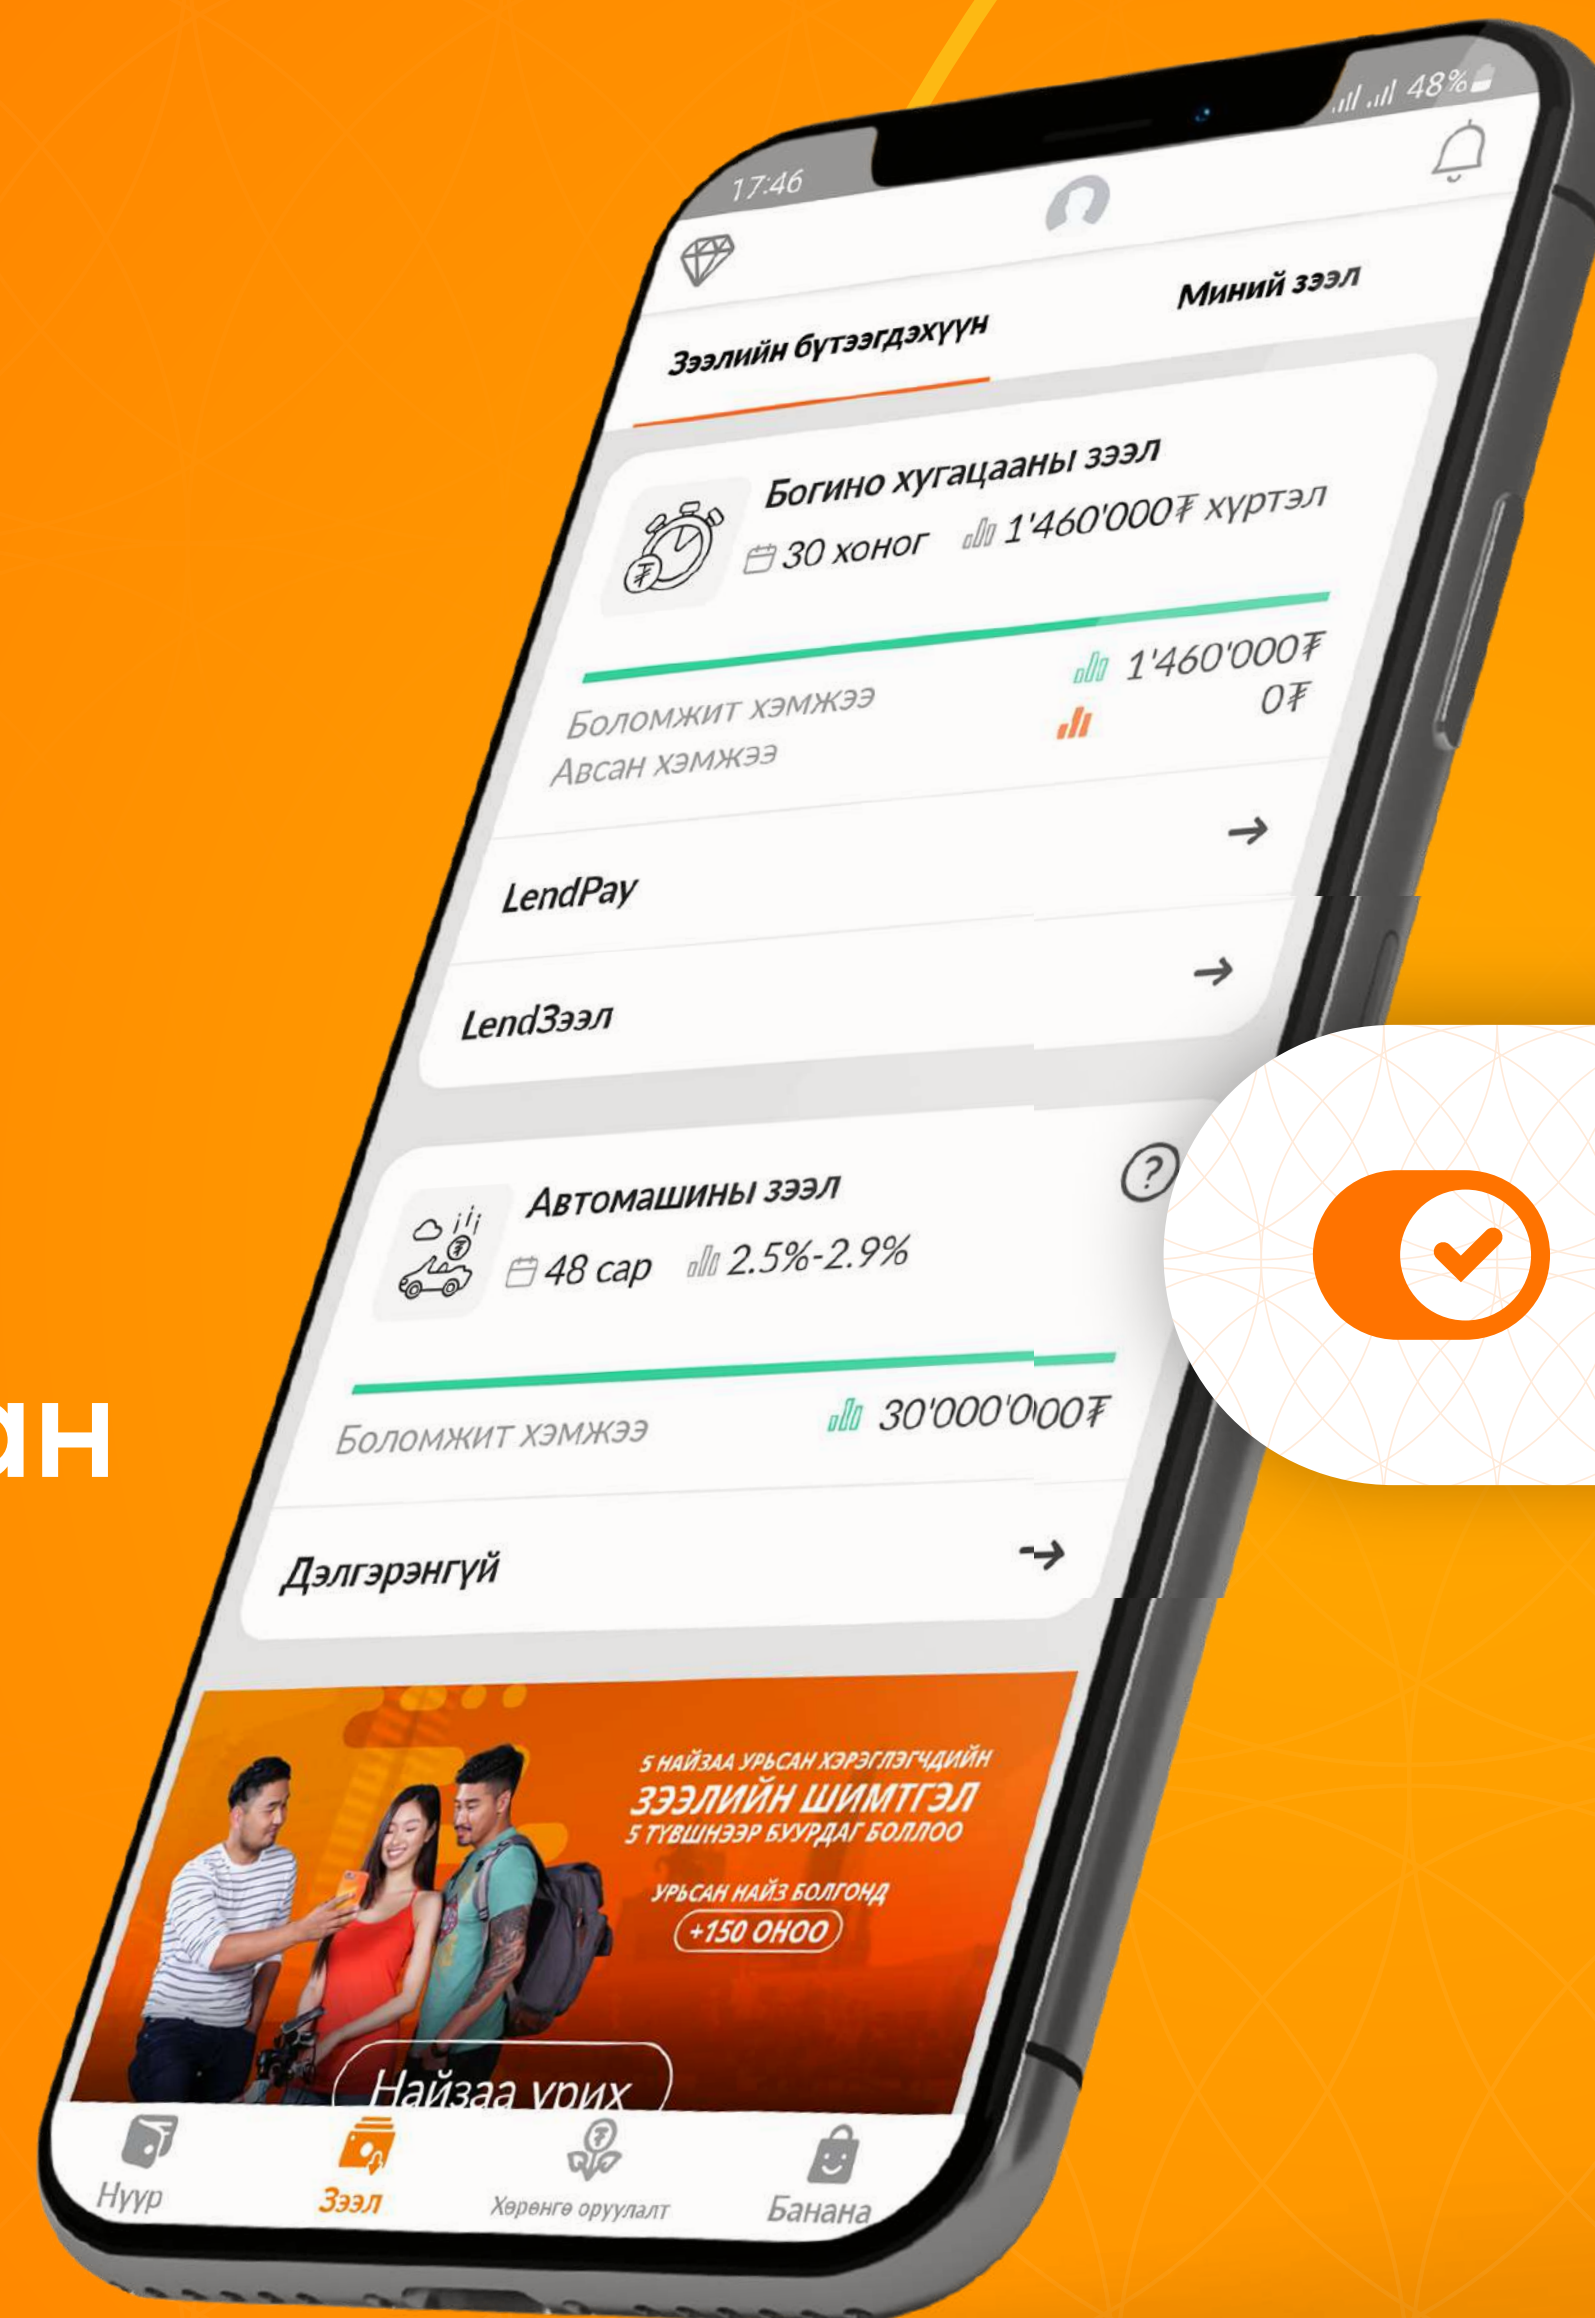 17:46
48%
Зээлийн бүтээгдэхүүн
Миний зээл
Богино хугацааны зээл
30 хоног 1'460'000₮ хүртэл
Боломжит хэмжээ 1'460'000₮
Авсан хэмжээ 0₮
LendPay
LendЗээл
Автомашины зээл
48 сар 2.5%-2.9%
Боломжит хэмжээ 30'000'000₮
Дэлгэрэнгүй
5 НАЙЗАА УРЬСАН ХЭРЭГЛЭГЧДИЙН
ЗЭЭЛИЙН ШИМТГЭЛ
5 ТҮВШНЭЭР БУУРДАГ БОЛЛОО
УРЬСАН НАЙЗ БОЛГОНД
+150 ОНОО
Найзаа урих
Нүүр
Зээл
Хөрөнгө оруулалт
Банана